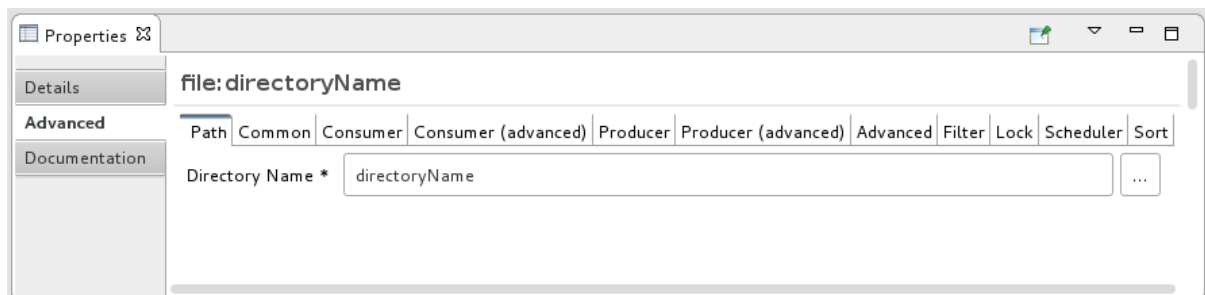 Properties
Details
Advanced
Documentation
file:directoryName
Path Common Consumer Consumer (advanced) Producer Producer (advanced) Advanced Filter Lock Scheduler Sort
Directory Name * directoryName ...